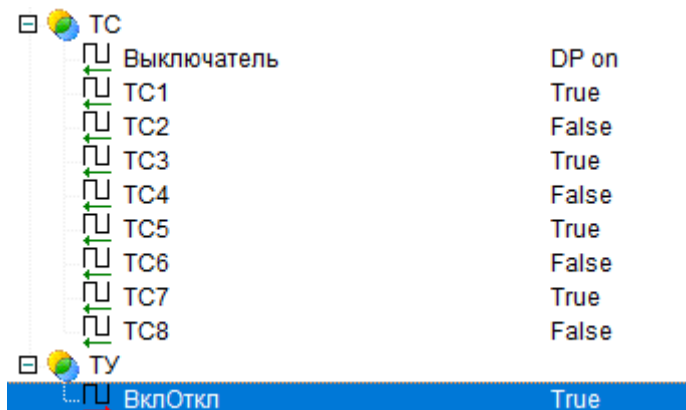 ТС
Выключатель DP on
ТС1 True
ТС2 False
ТС3 True
ТС4 False
ТС5 True
ТС6 False
ТС7 True
ТС8 False
ТУ
ВклОткл True